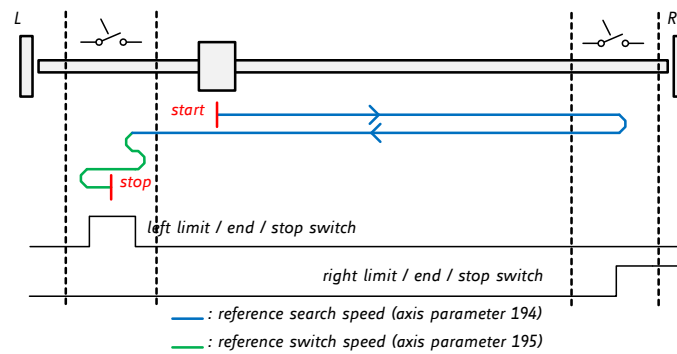 L
R
start
stop
left limit / end / stop switch
right limit / end / stop switch
: reference search speed (axis parameter 194)
: reference switch speed (axis parameter 195)